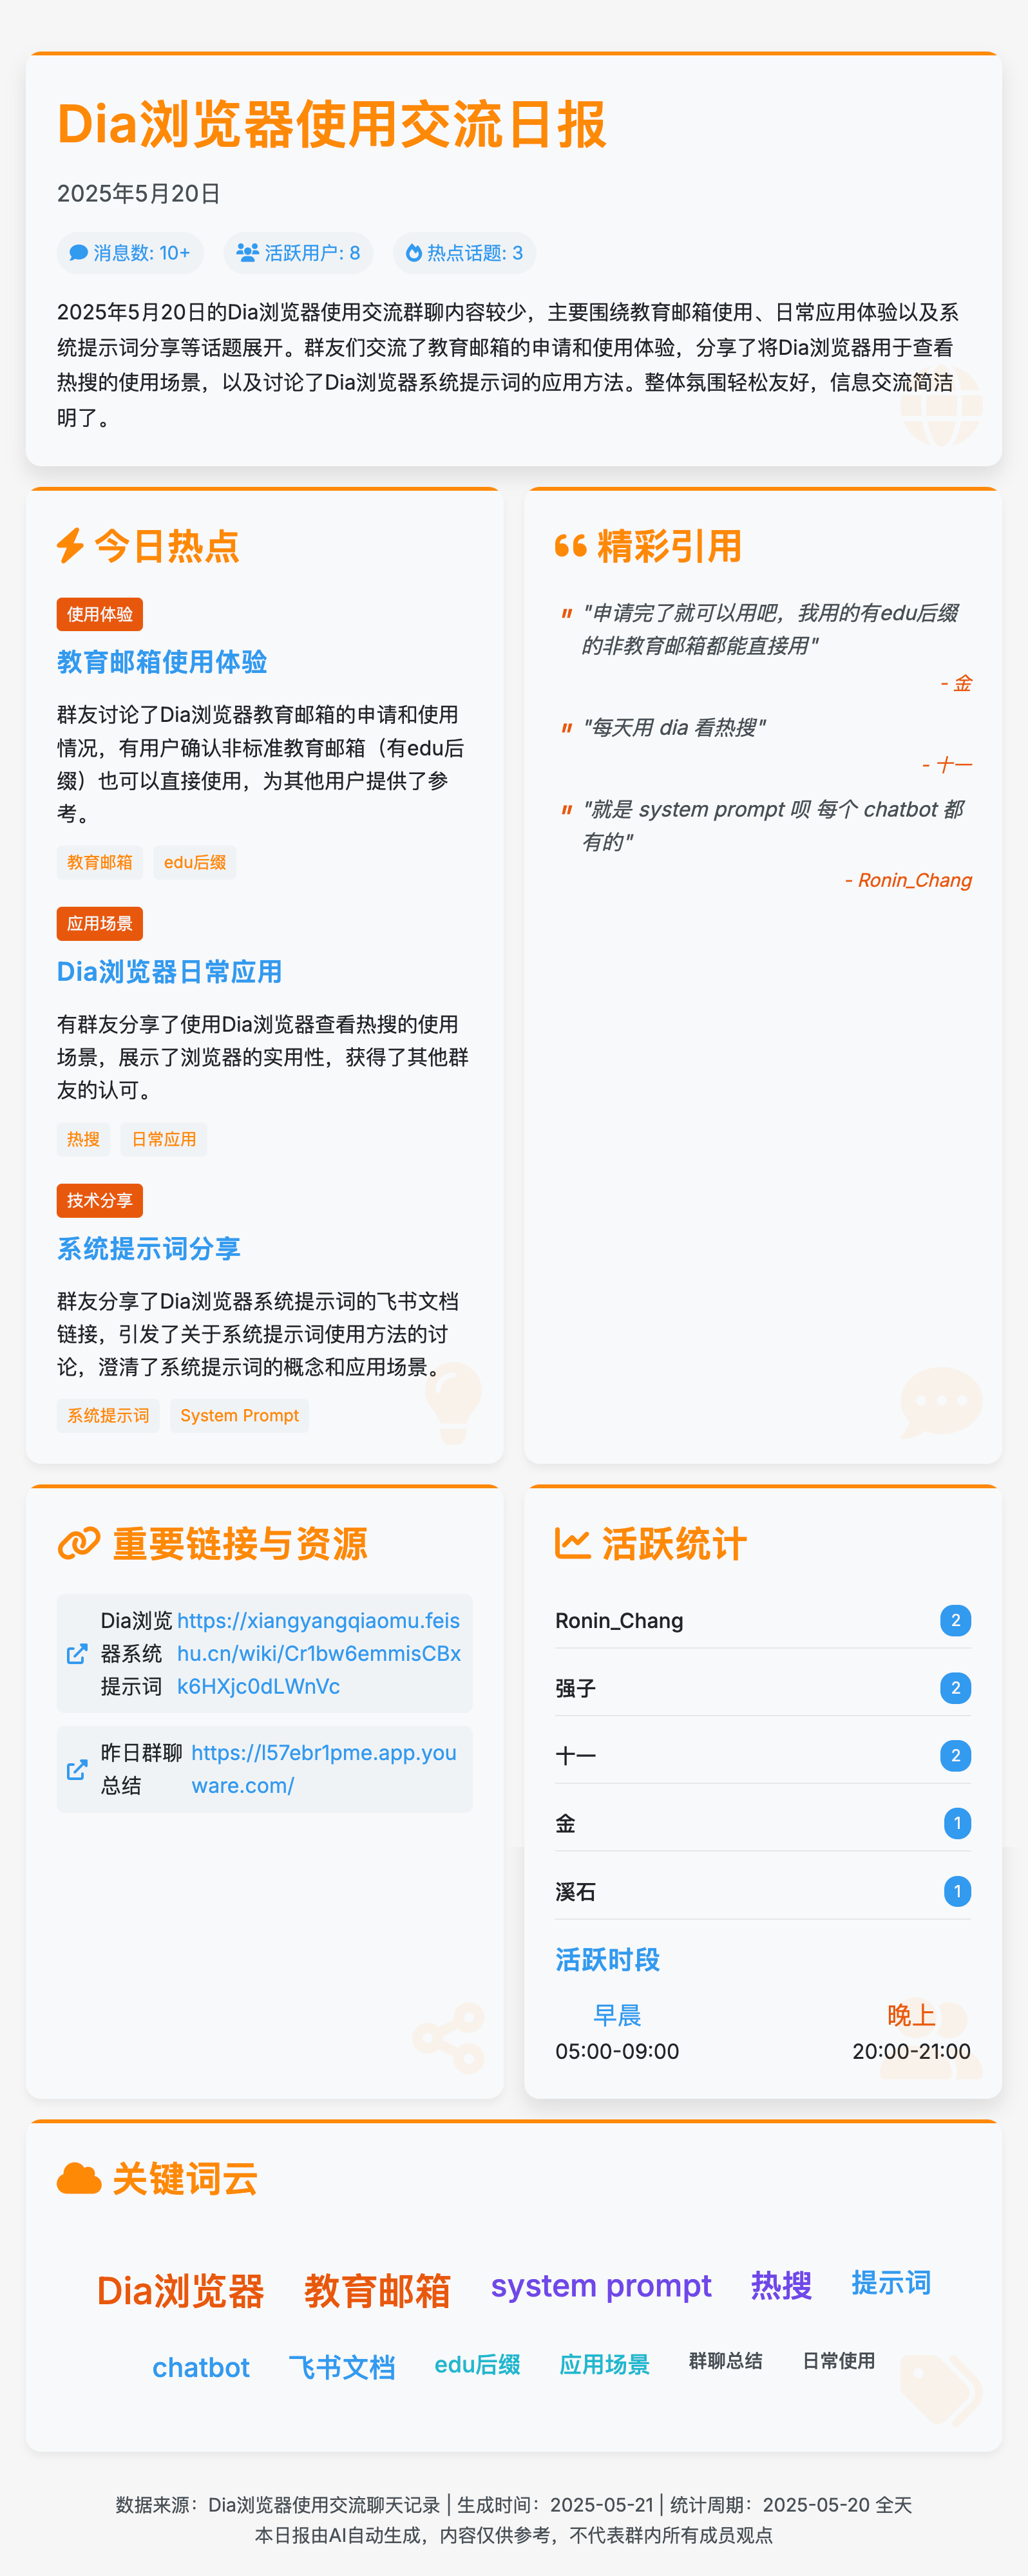 Dia浏览器使用交流日报
2025年5月20日
消息数: 10+
活跃用户: 8
热点话题: 3
2025年5月20日的Dia浏览器使用交流群聊内容较少，主要围绕教育邮箱使用、日常应用体验以及系
统提示词分享等话题展开。群友们交流了教育邮箱的申请和使用体验，分享了将Dia浏览器用于查看
热搜的使用场景，以及讨论了Dia浏览器系统提示词的应用方法。整体氛围轻松友好，信息交流简洁
明了。
今日热点
使用体验
教育邮箱使用体验
群友讨论了Dia浏览器教育邮箱的申请和使用
情况，有用户确认非标准教育邮箱（有edu后
缀）也可以直接使用，为其他用户提供了参
考。
教育邮箱
edu后缀
应用场景
Dia浏览器日常应用
有群友分享了使用Dia浏览器查看热搜的使用
场景，展示了浏览器的实用性，获得了其他群
友的认可。
热搜
日常应用
技术分享
系统提示词分享
群友分享了Dia浏览器系统提示词的飞书文档
链接，引发了关于系统提示词使用方法的讨
论，澄清了系统提示词的概念和应用场景。
系统提示词
System Prompt
精彩引用
"申请完了就可以用吧，我用的有edu后缀
的非教育邮箱都能直接用"
- 金
"每天用 dia 看热搜"
- 十一
"就是 system prompt 呗 每个 chatbot 都
有的"
- Ronin_Chang
重要链接与资源
Dia浏览
器系统
提示词
https://xiangyangqiaomu.feis
hu.cn/wiki/Cr1bw6emmisCBx
k6HXjc0dLWnVc
昨日群聊
总结
https://l57ebr1pme.app.you
ware.com/
活跃统计
Ronin_Chang 2
强子 2
十一 2
金 1
溪石 1
活跃时段
早晨
05:00-09:00
晚上
20:00-21:00
关键词云
Dia浏览器 教育邮箱 system prompt 热搜 提示词
chatbot 飞书文档 edu后缀 应用场景 群聊总结 日常使用
数据来源：Dia浏览器使用交流聊天记录 | 生成时间：2025-05-21 | 统计周期：2025-05-20 全天
本日报由AI自动生成，内容仅供参考，不代表群内所有成员观点